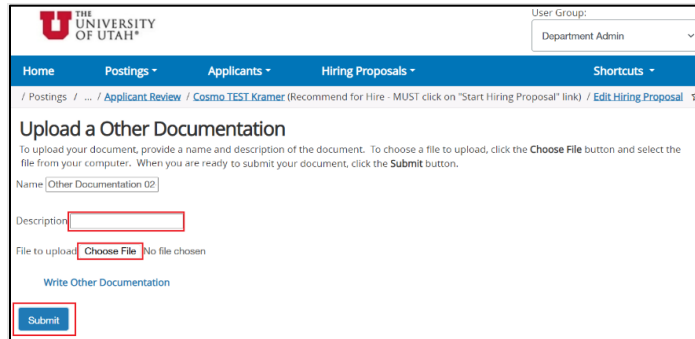 THE
UNIVERSITY
OF UTAH®
User Group:
Department Admin
Home Postings Applicants Hiring Proposals Shortcuts
/ Postings / ... / Applicant Review / Cosmo TEST Kramer (Recommend for Hire - MUST click on "Start Hiring Proposal" link) / Edit Hiring Proposal
Upload a Other Documentation
To upload your document, provide a name and description of the document. To choose a file to upload, click the Choose File button and select the
file from your computer. When you are ready to submit your document, click the Submit button.
Name Other Documentation 02
Description
File to upload Choose File No file chosen
Write Other Documentation
Submit